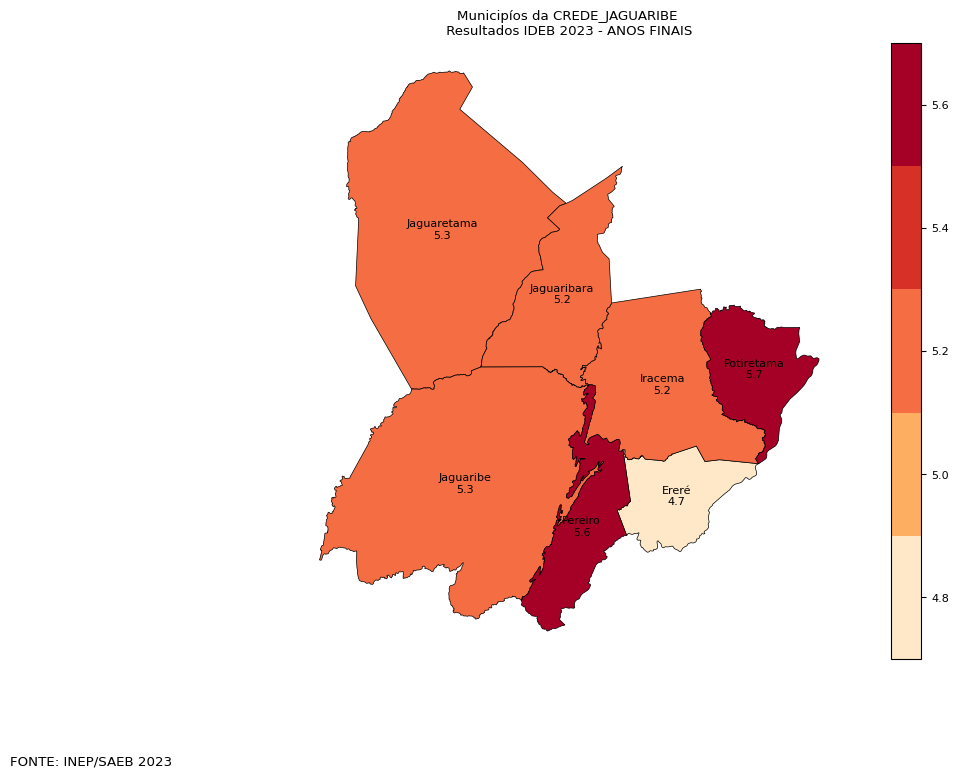 Municipíos da CREDE_JAGUARIBE
Resultados IDEB 2023 - ANOS FINAIS
Jaguaretama
5.3
Jaguaribara
5.2
Iracema
5.2
Potiretama
5.7
Jaguaribe
5.3
Ereré
4.7
Pereiro
5.6
5.6
5.4
5.2
5.0
4.8
FONTE: INEP/SAEB 2023